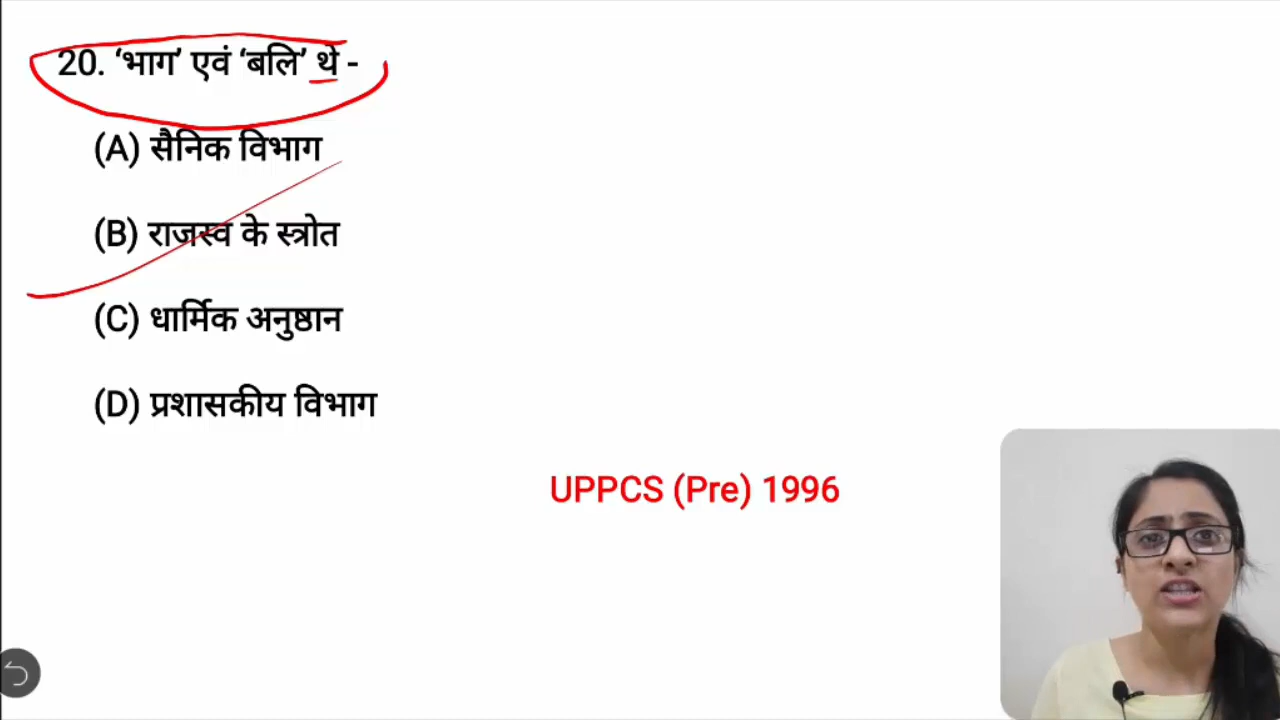 20. ‘भाग’ एवं ‘बलि’ थे -
(A) सैनिक विभाग
(B) राजस्व के स्त्रोत
(C) धार्मिक अनुष्ठान
(D) प्रशासकीय विभाग
UPPCS (Pre) 1996